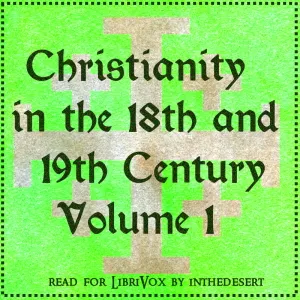 Christianity
in the 18th and
19th Century
Volume 1
READ FOR LIBRIVOX BY INTHEDESERT